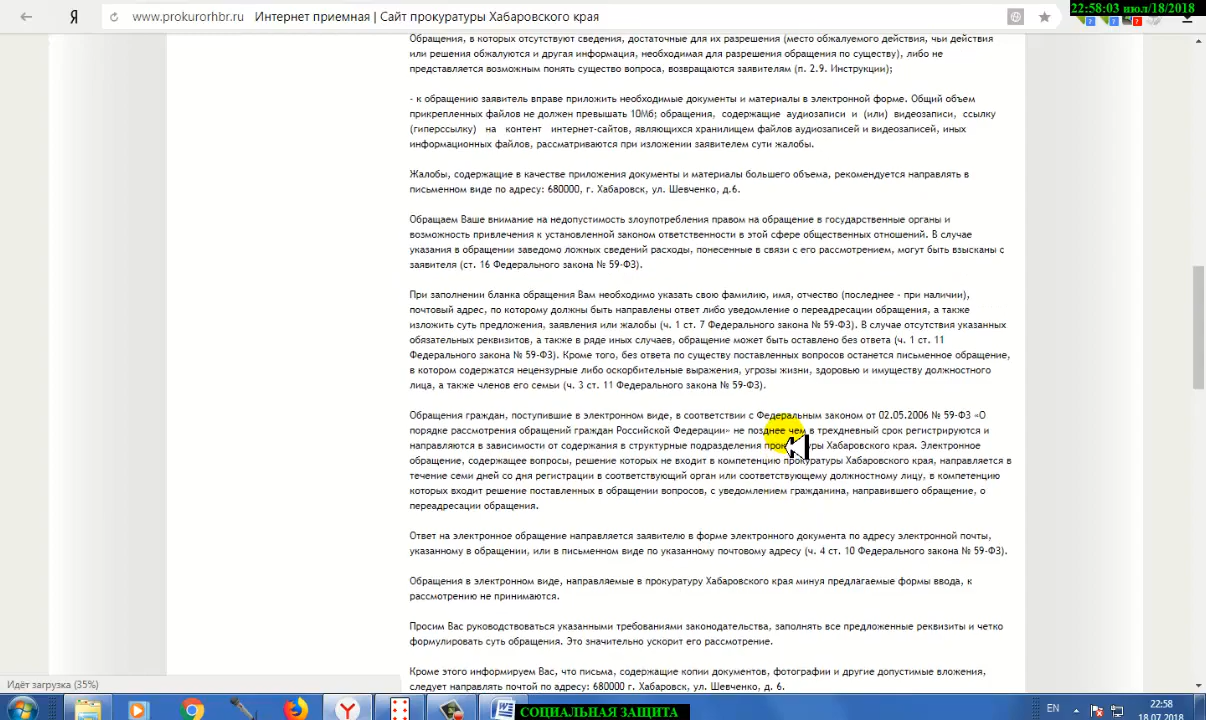 22:58:03 июл/18/2018
Я www.prokurorhbr.ru Интернет приемная | Сайт прокуратуры Хабаровского края
Обращения, в которых отсутствуют сведения, достаточные для их разрешения (место обжалуемого действия, чьи действия
или решения обжалуются и другая информация, необходимая для разрешения обращения по существу), либо не
представляется возможным понять существо вопроса, возвращаются заявителям (п. 2.9. Инструкции);
- к обращению заявитель вправе приложить необходимые документы и материалы в электронной форме. Общий объем
прикрепленных файлов не должен превышать 10Мб; обращения, содержащие аудиозаписи и (или) видеозаписи, ссылку
(гиперссылку) на контент интернет-сайтов, являющихся хранилищем файлов аудиозаписей и видеозаписей, иных
информационных файлов, рассматриваются при изложении заявителем сути жалобы.
Жалобы, содержащие в качестве приложения документы и материалы большего объема, рекомендуется направлять в
письменном виде по адресу: 680000, г. Хабаровск, ул. Шевченко, д.6.
Обращаем Ваше внимание на недопустимость злоупотребления правом на обращение в государственные органы и
возможность привлечения к установленной законом ответственности в этой сфере общественных отношений. В случае
указания в обращении заведомо ложных сведений расходы, понесенные в связи с его рассмотрением, могут быть взысканы с
заявителя (ст. 16 Федерального закона № 59-ФЗ).
При заполнении бланка обращения Вам необходимо указать свою фамилию, имя, отчество (последнее - при наличии),
почтовый адрес, по которому должны быть направлены ответ либо уведомление о переадресации обращения, а также
изложить суть предложения, заявления или жалобы (ч. 1 ст. 7 Федерального закона № 59-ФЗ). В случае отсутствия указанных
обязательных реквизитов, а также в ряде иных случаев, обращение может быть оставлено без ответа (ч. 1 ст. 11
Федерального закона № 59-ФЗ). Кроме того, без ответа по существу поставленных вопросов останется письменное обращение,
в котором содержатся нецензурные либо оскорбительные выражения, угрозы жизни, здоровью и имуществу должностного
лица, а также членов его семьи (ч. 3 ст. 11 Федерального закона № 59-ФЗ).
Обращения граждан, поступившие в электронном виде, в соответствии с Федеральным законом от 02.05.2006 № 59-ФЗ «О
порядке рассмотрения обращений граждан Российской Федерации» не позднее чем в трехдневный срок регистрируются и
направляются в зависимости от содержания в структурные подразделения прокуратуры Хабаровского края. Электронное
обращение, содержащее вопросы, решение которых не входит в компетенцию прокуратуры Хабаровского края, направляется в
течение семи дней со дня регистрации в соответствующий орган или соответствующему должностному лицу, в компетенцию
которых входит решение поставленных в обращении вопросов, с уведомлением гражданина, направившего обращение, о
переадресации обращения.
Ответ на электронное обращение направляется заявителю в форме электронного документа по адресу электронной почты,
указанному в обращении, или в письменном виде по указанному почтовому адресу (ч. 4 ст. 10 Федерального закона № 59-ФЗ).
Обращения в электронном виде, направляемые в прокуратуру Хабаровского края минуя предлагаемые формы ввода, к
рассмотрению не принимаются.
Просим Вас руководствоваться указанными требованиями законодательства, заполнять все предложенные реквизиты и четко
формулировать суть обращения. Это значительно ускорит его рассмотрение.
Кроме этого информируем Вас, что письма, содержащие копии документов, фотографии и другие допустимые вложения,
следует направлять почтой по адресу: 680000 г. Хабаровск, ул. Шевченко, д. 6.
Идёт загрузка (35%)
СОЦИАЛЬНАЯ ЗАЩИТА
EN
22:58
18.07.2018